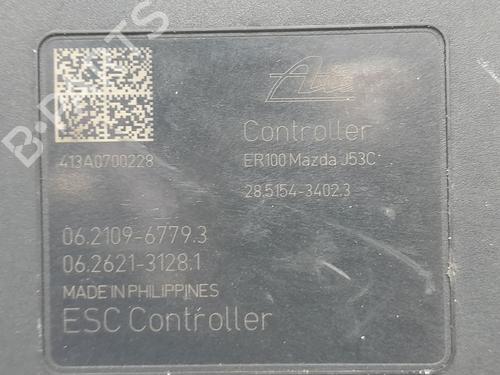 Ate
Controller
413A0700228
ER100 Mazda J53C
28.5154-3402.3
06.2109-6779.3
06.2621-3128.1
MADE IN PHILIPPINES
ESC Controller
B-PARTS